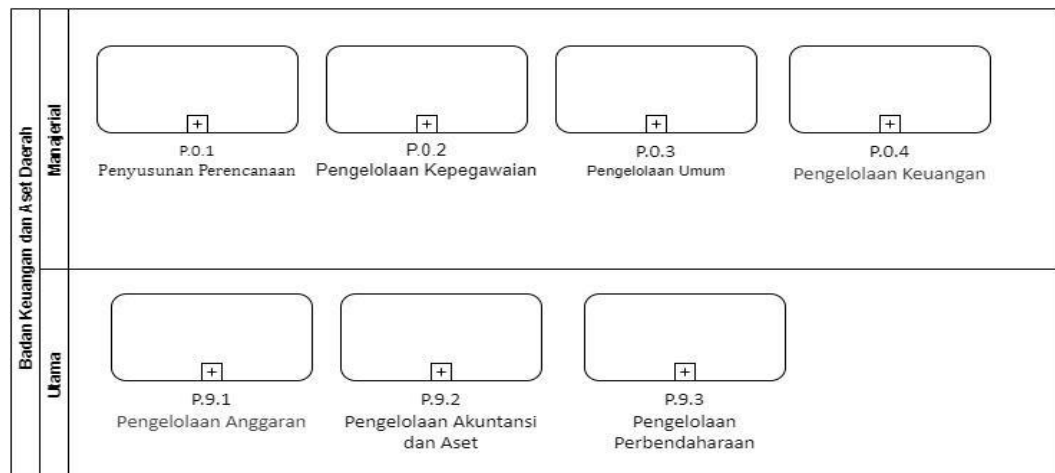 Badan Keuangan dan Aset Daerah
Manajerial
P.0.1
Penyusunan Perencanaan
P.0.2
Pengelolaan Kepegawaian
P.0.3
Pengelolaan Umum
P.0.4
Pengelolaan Keuangan
Utama
P.9.1
Pengelolaan Anggaran
P.9.2
Pengelolaan Akuntansi
dan Aset
P.9.3
Pengelolaan
Perbendaharaan